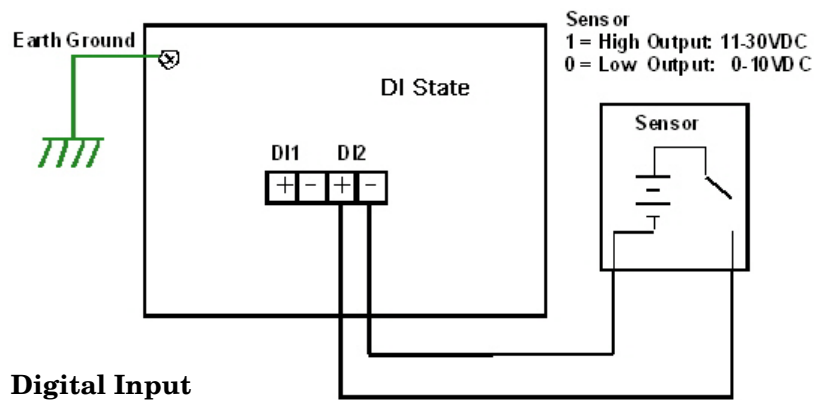 Sensor
1 = High Output: 11-30VDC
0 = Low Output: 0-10VDC
Earth Ground
DI State
Sensor
DI1 DI2
+ - + -
Digital Input